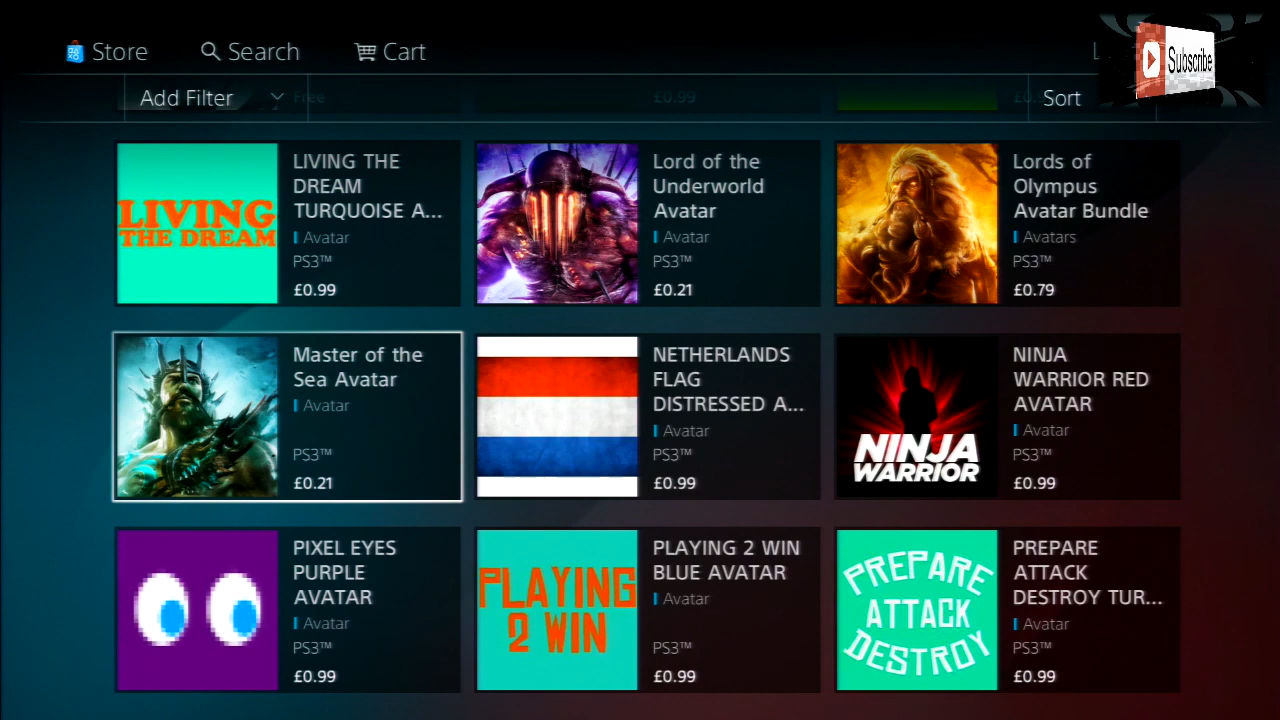 Store
Search
Cart
Subscribe
Add Filter
Free
£0.99
Sort
LIVING THE DREAM
LIVING THE
DREAM
TURQUOISE A...
Avatar
PS3™
£0.99
Lord of the
Underworld
Avatar
Avatar
PS3™
£0.21
Lords of
Olympus
Avatar Bundle
Avatars
PS3™
£0.79
Master of the
Sea Avatar
Avatar
PS3™
£0.21
NETHERLANDS
FLAG
DISTRESSED A...
Avatar
PS3™
£0.99
NINJA
WARRIOR
NINJA
WARRIOR RED
AVATAR
Avatar
PS3™
£0.99
PIXEL EYES
PURPLE
AVATAR
Avatar
PS3™
£0.99
PLAYING
2 WIN
PLAYING 2 WIN
BLUE AVATAR
Avatar
PS3™
£0.99
PREPARE
ATTACK
DESTROY
PREPARE
ATTACK
DESTROY TUR...
Avatar
PS3™
£0.99